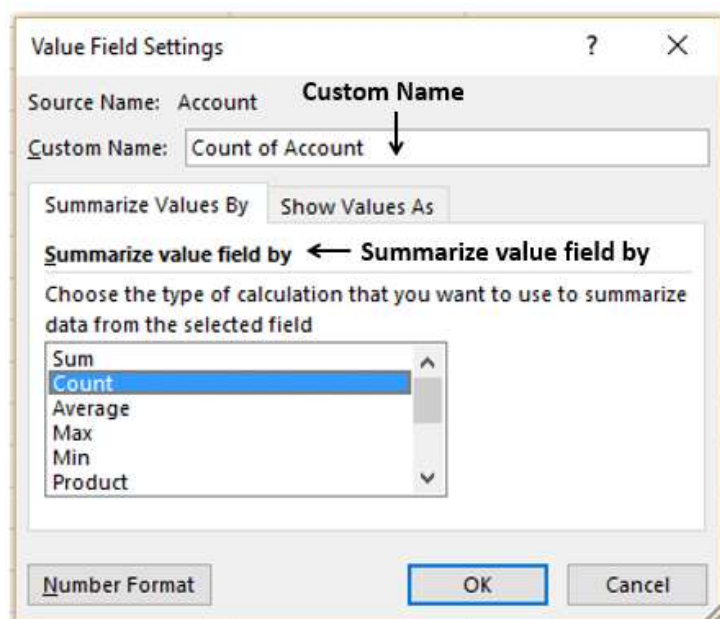 Value Field Settings ? X
Source Name: Account Custom Name
Custom Name: Count of Account
Summarize Values By Show Values As
Summarize value field by Summarize value field by
Choose the type of calculation that you want to use to summarize
data from the selected field
Sum
Count
Average
Max
Min
Product
Number Format OK Cancel